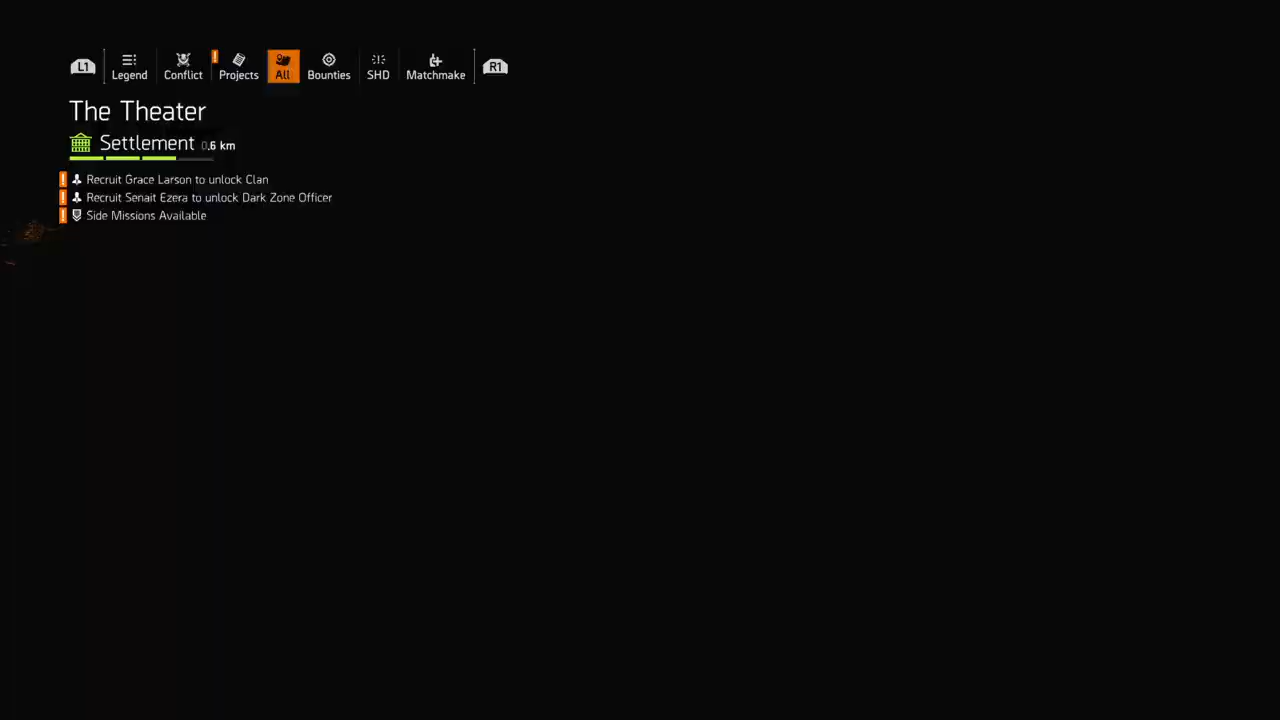 L1 Legend Conflict ! Projects All Bounties SHD Matchmake R1
The Theater
Settlement 0.6 km
! Recruit Grace Larson to unlock Clan
! Recruit Senait Ezera to unlock Dark Zone Officer
! Side Missions Available